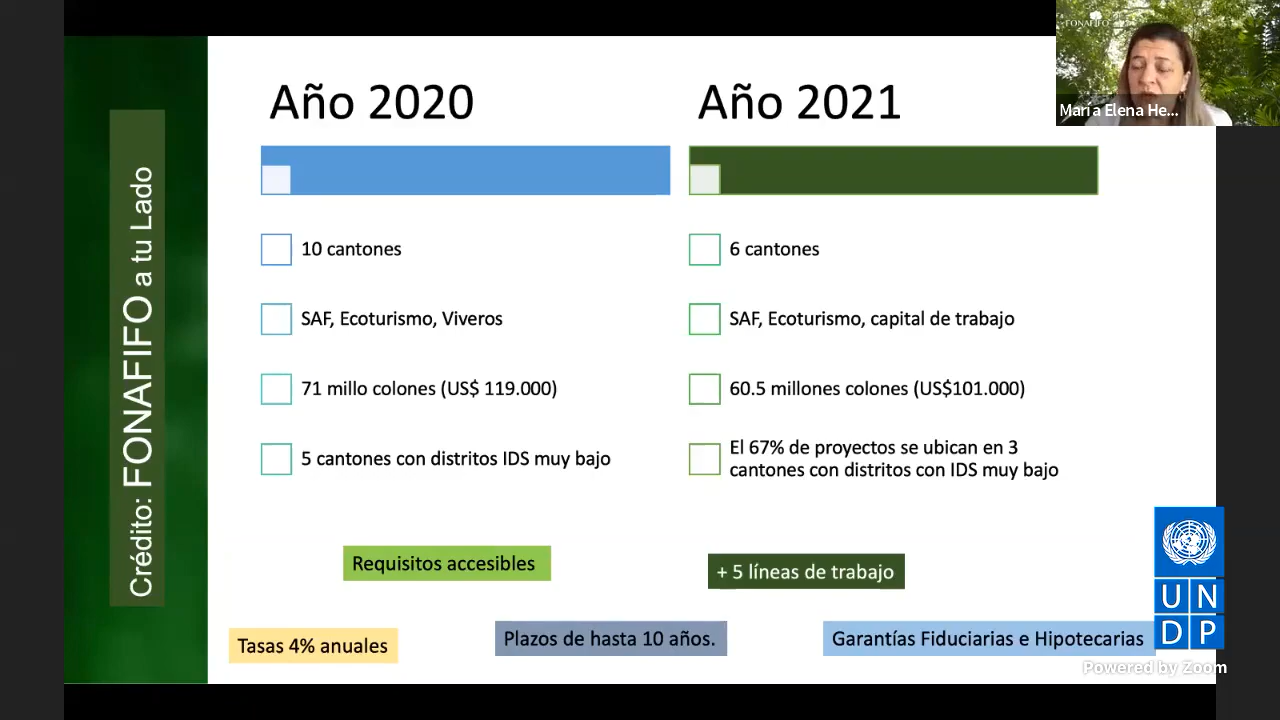 FONAFIFO
María Elena He...
Crédito: FONAFIFO a tu Lado
Año 2020
10 cantones
SAF, Ecoturismo, Viveros
71 millo colones (US$ 119.000)
5 cantones con distritos IDS muy bajo
Año 2021
6 cantones
SAF, Ecoturismo, capital de trabajo
60.5 millones colones (US$101.000)
El 67% de proyectos se ubican en 3
cantones con distritos con IDS muy bajo
Requisitos accesibles
+ 5 líneas de trabajo
Tasas 4% anuales
Plazos de hasta 10 años.
Garantías Fiduciarias e Hipotecarias
U N
D P
Powered by Zoom